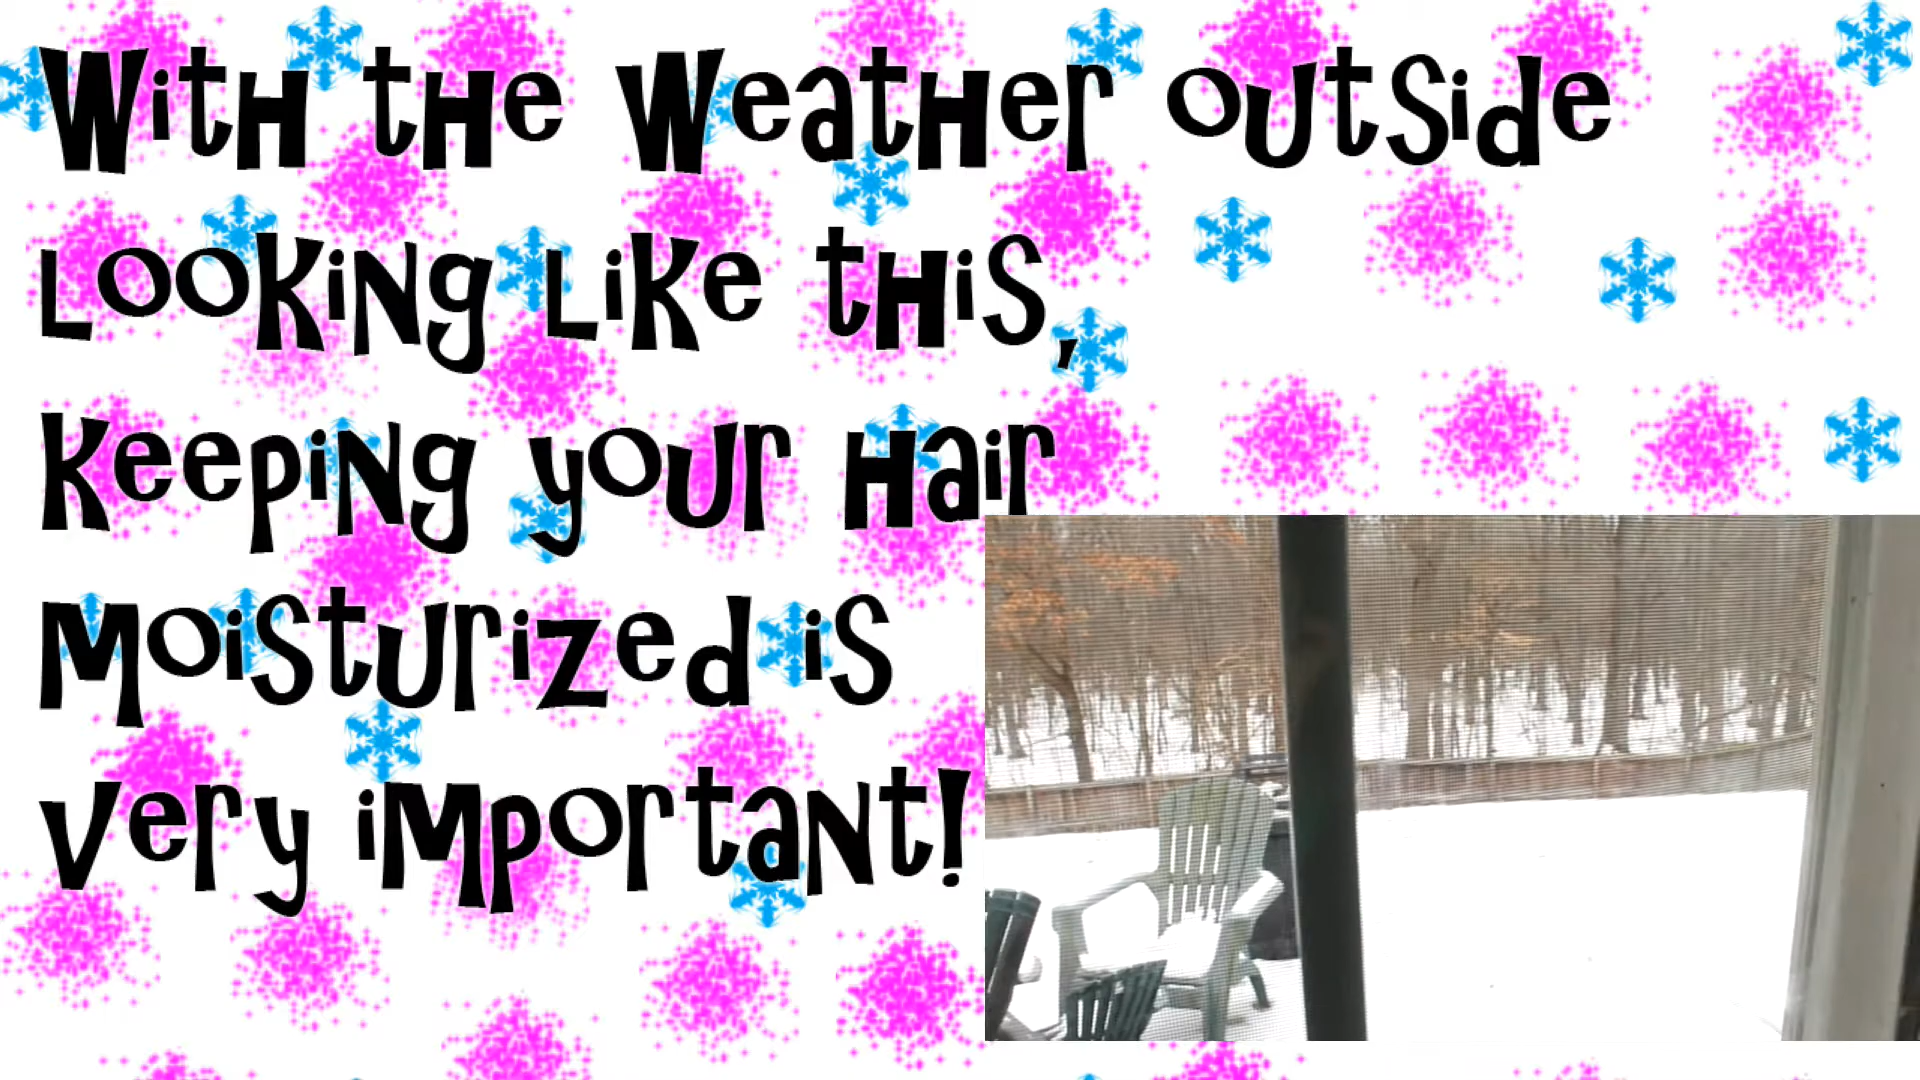 With the Weather outside
Looking Like this,
Keeping your Hair
Moisturized is
Very important!